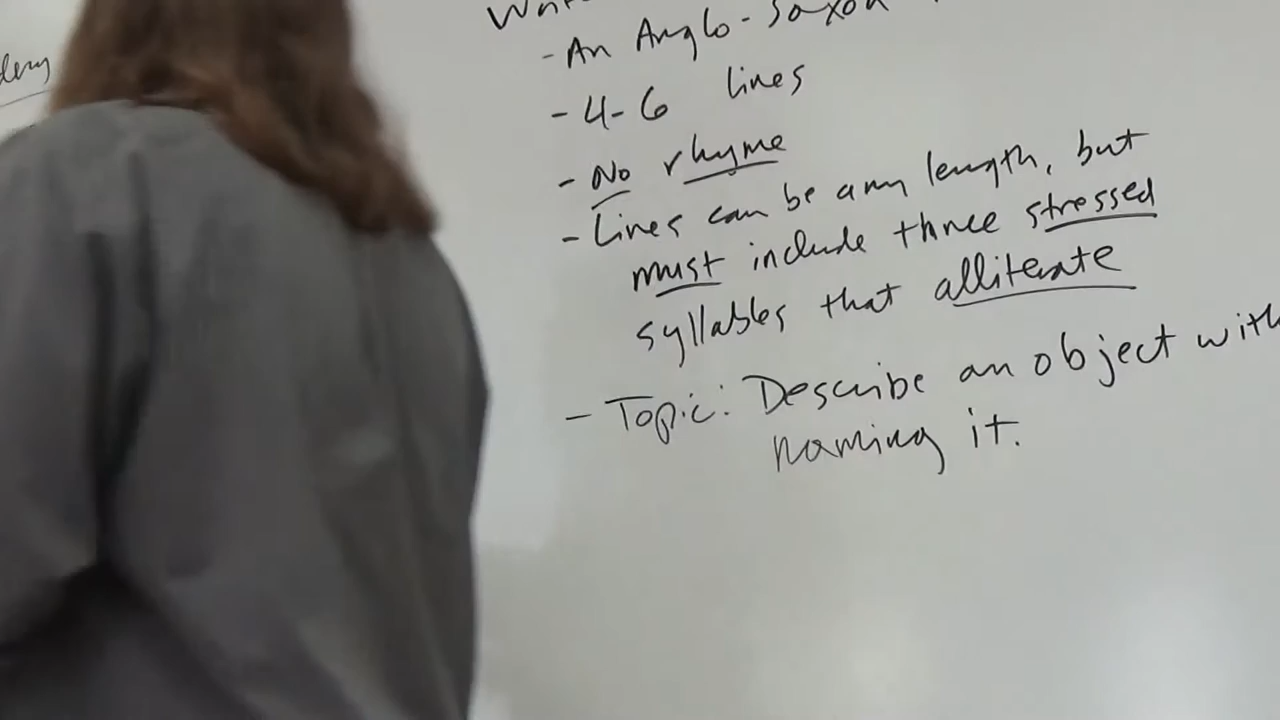 - An Anglo-Saxon
- 4-6 lines
- No rhyme
- Lines can be any length, but
must include three stressed
syllables that alliterate
- Topic: Describe an object with
naming it.